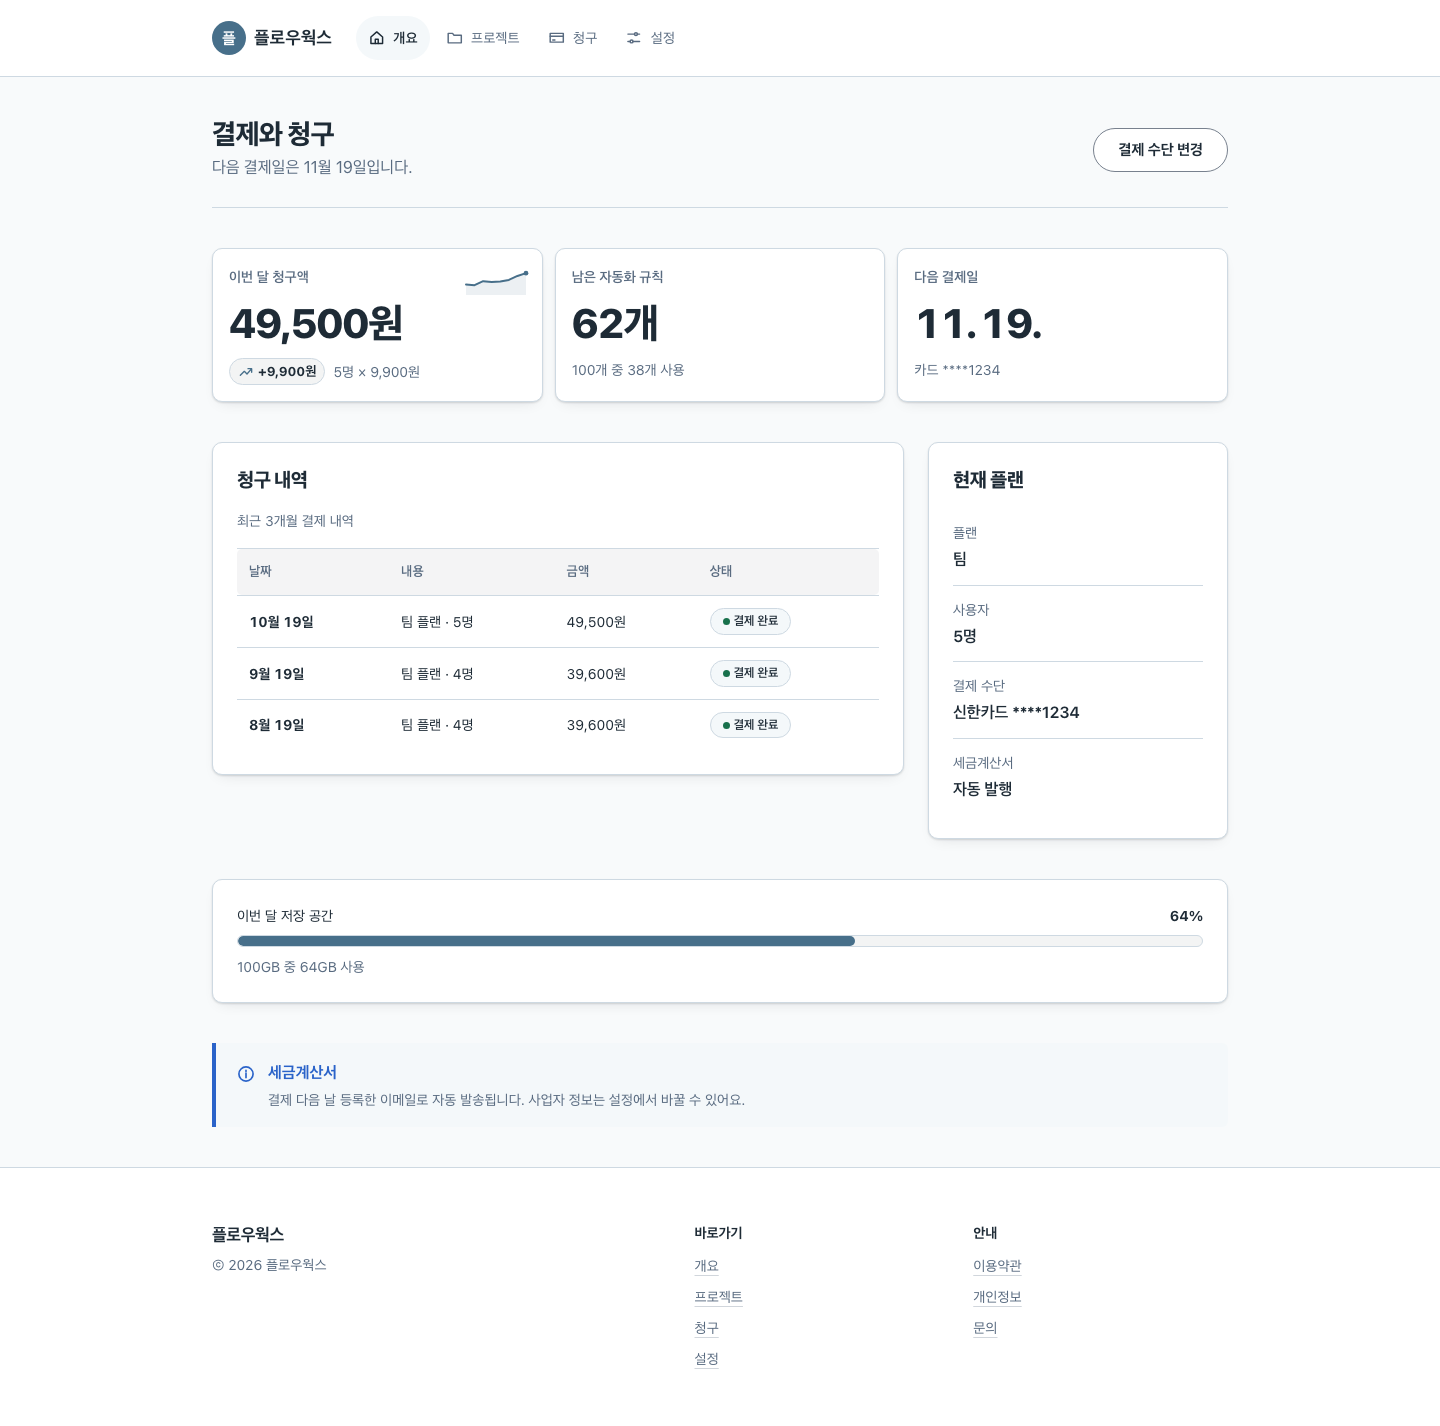 플 플로우웍스 개요 프로젝트 청구 설정
결제와 청구
다음 결제일은 11월 19일입니다.
결제 수단 변경
이번 달 청구액
49,500원
+9,900원 5명 × 9,900원
남은 자동화 규칙
62개
100개 중 38개 사용
다음 결제일
11.19.
카드 ****1234
청구 내역
최근 3개월 결제 내역
날짜 내용 금액 상태
10월 19일 팀 플랜 · 5명 49,500원 결제 완료
9월 19일 팀 플랜 · 4명 39,600원 결제 완료
8월 19일 팀 플랜 · 4명 39,600원 결제 완료
현재 플랜
플랜
팀
사용자
5명
결제 수단
신한카드 ****1234
세금계산서
자동 발행
이번 달 저장 공간 64%
100GB 중 64GB 사용
세금계산서
결제 다음 날 등록한 이메일로 자동 발송됩니다. 사업자 정보는 설정에서 바꿀 수 있어요.
플로우웍스
© 2026 플로우웍스
바로가기
개요
프로젝트
청구
설정
안내
이용약관
개인정보
문의